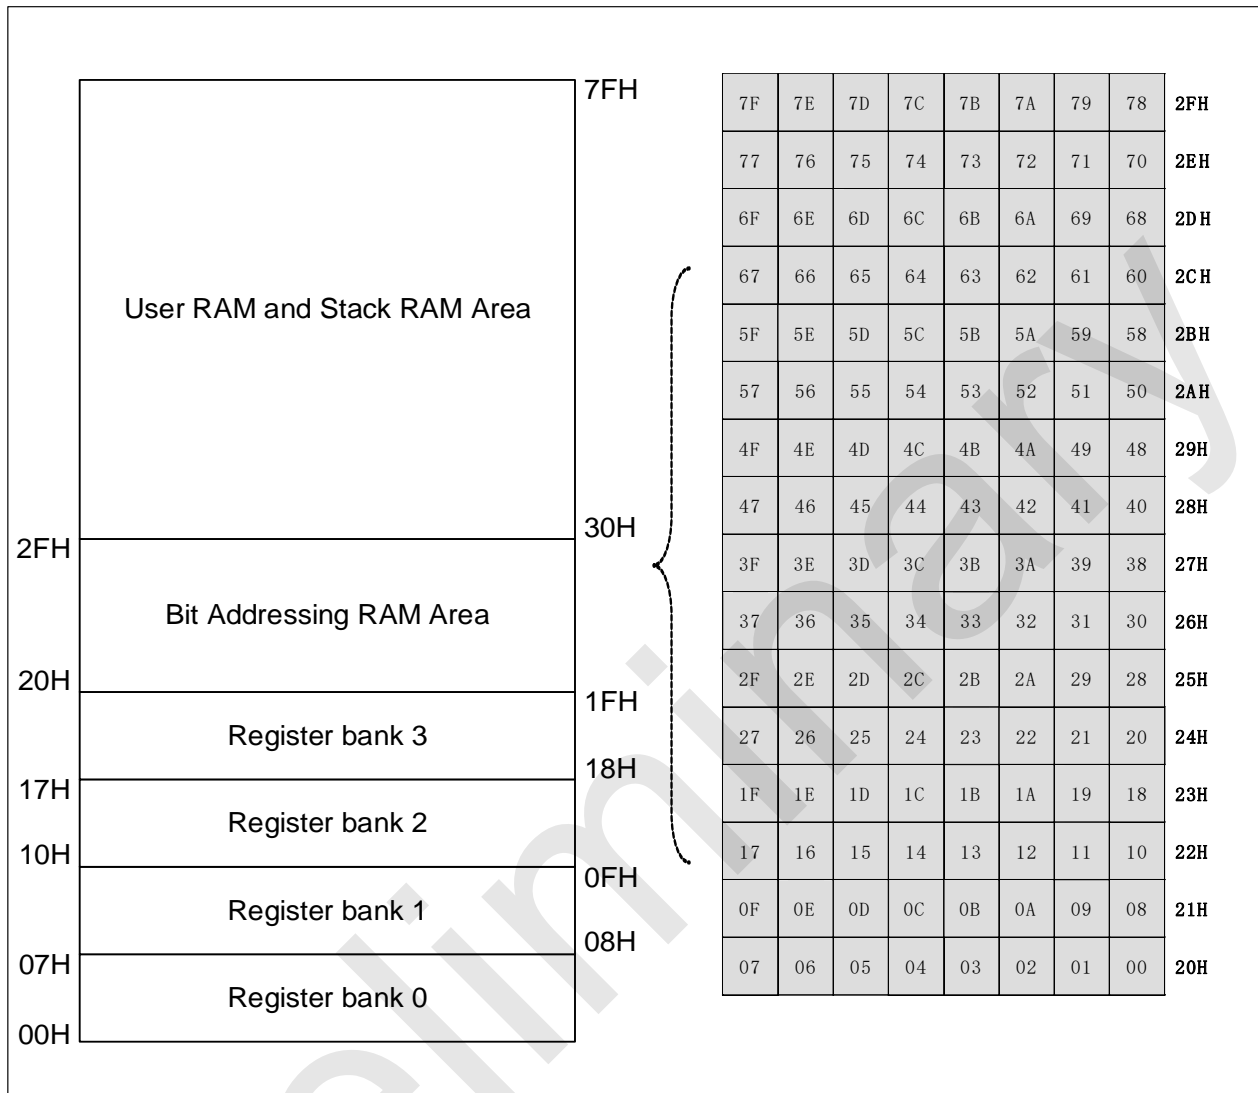 7FH
User RAM and Stack RAM Area
30H
2FH
Bit Addressing RAM Area
20H
1FH
Register bank 3
18H
17H
Register bank 2
10H
0FH
Register bank 1
08H
07H
Register bank 0
00H
7F 7E 7D 7C 7B 7A 79 78 2FH
77 76 75 74 73 72 71 70 2EH
6F 6E 6D 6C 6B 6A 69 68 2DH
67 66 65 64 63 62 61 60 2CH
5F 5E 5D 5C 5B 5A 59 58 2BH
57 56 55 54 53 52 51 50 2AH
4F 4E 4D 4C 4B 4A 49 48 29H
47 46 45 44 43 42 41 40 28H
3F 3E 3D 3C 3B 3A 39 38 27H
37 36 35 34 33 32 31 30 26H
2F 2E 2D 2C 2B 2A 29 28 25H
27 26 25 24 23 22 21 20 24H
1F 1E 1D 1C 1B 1A 19 18 23H
17 16 15 14 13 12 11 10 22H
0F 0E 0D 0C 0B 0A 09 08 21H
07 06 05 04 03 02 01 00 20H